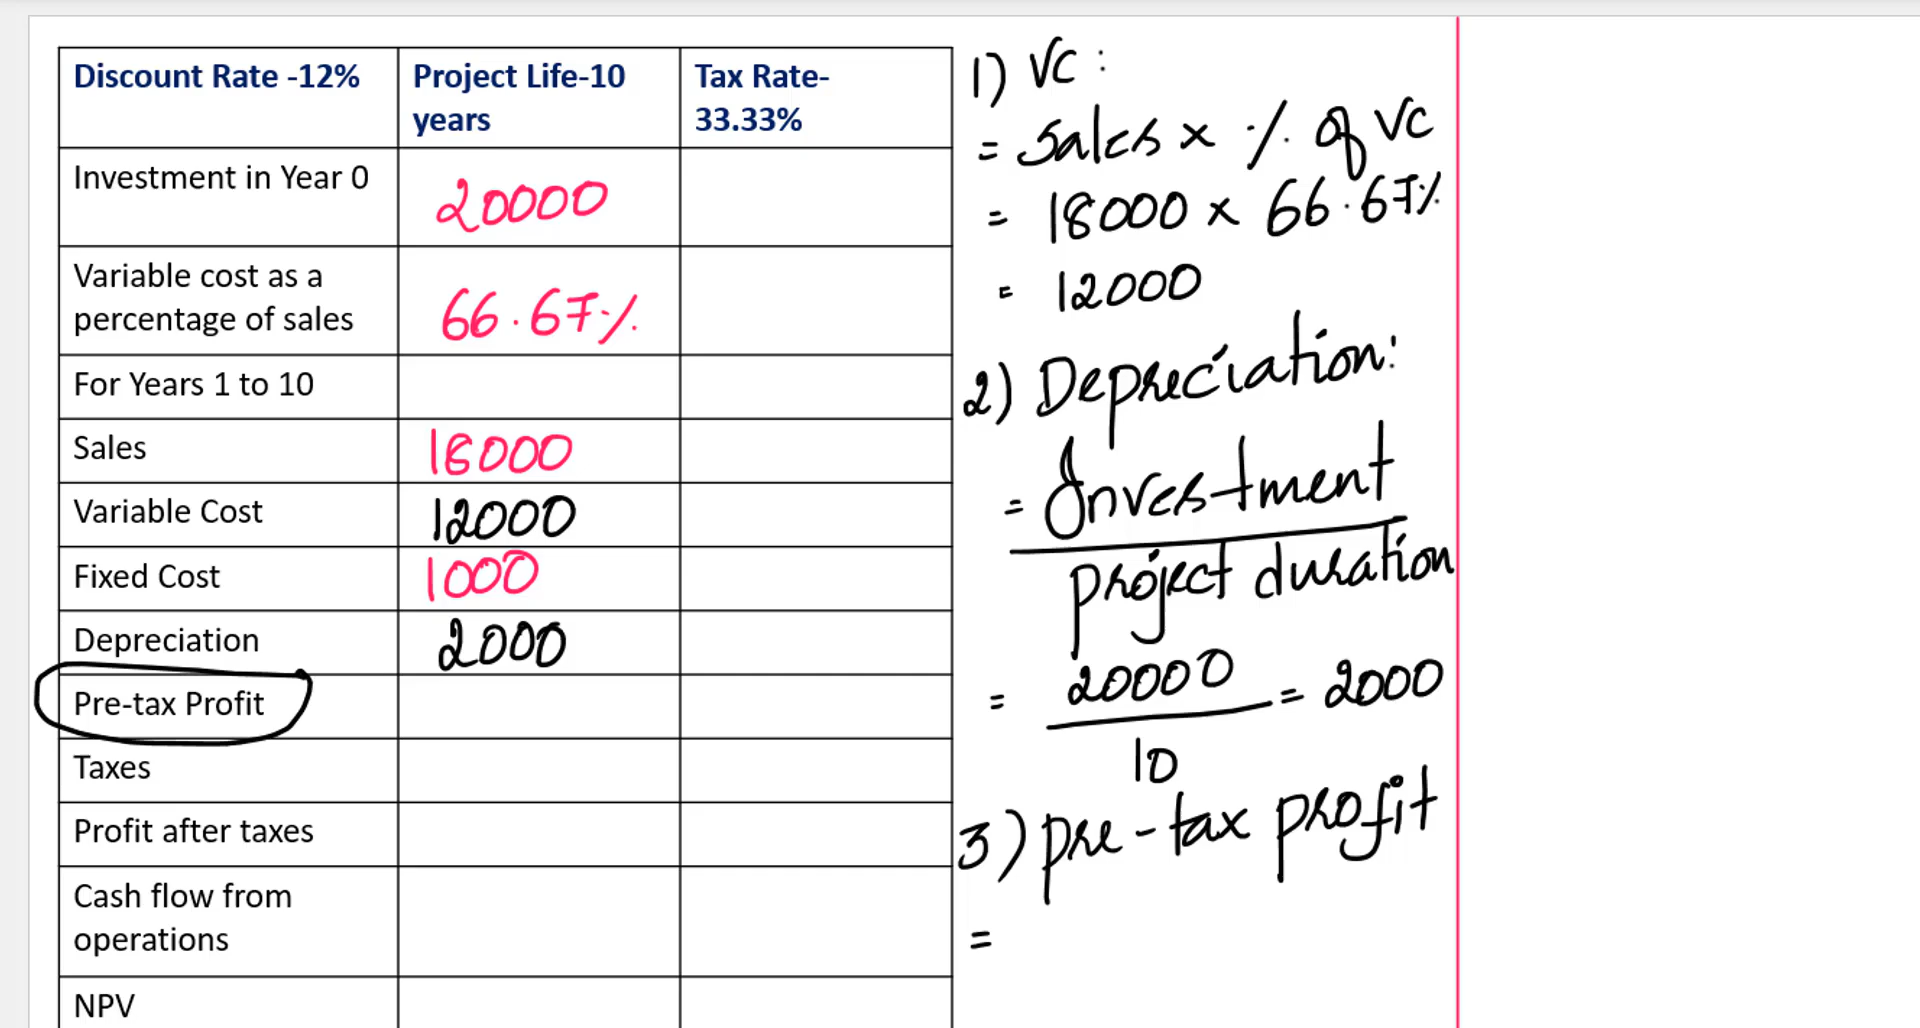 Discount Rate -12% Project Life-10 years Tax Rate-33.33%
Investment in Year 0 20000
Variable cost as a percentage of sales 66.67%
For Years 1 to 10
Sales 18000
Variable Cost 12000
Fixed Cost 1000
Depreciation 2000
Pre-tax Profit
Taxes
Profit after taxes
Cash flow from operations
NPV
1) VC :
= Sales x % of VC
= 18000 x 66.67%
= 12000
2) Depreciation:
= Investment
project duration
= 20000 = 2000
10
3) pre-tax profit
=